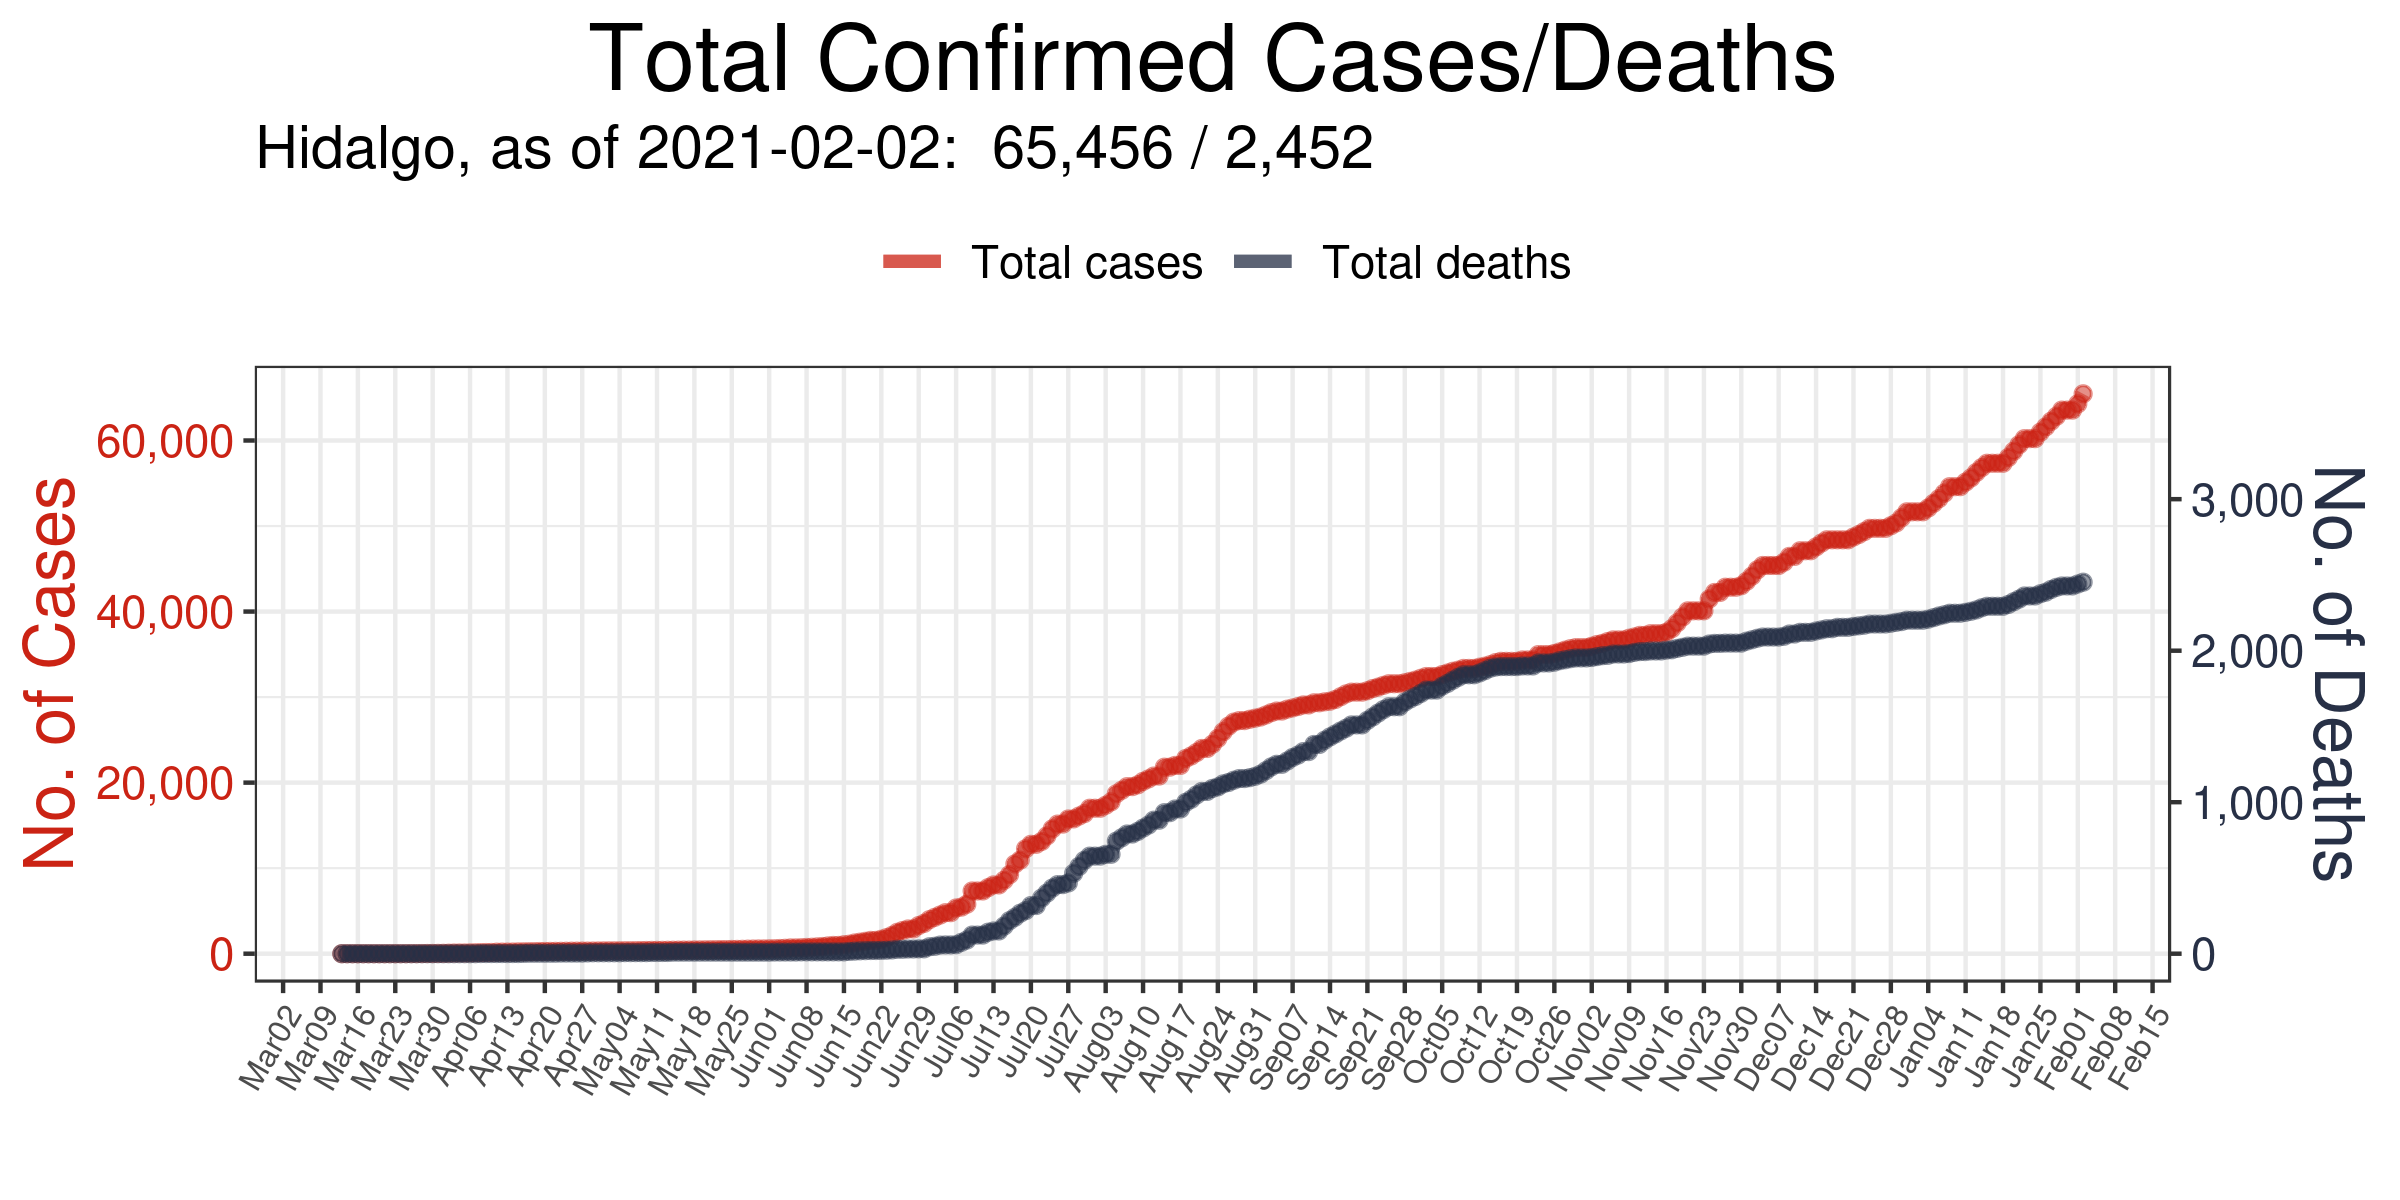 Total Confirmed Cases/Deaths
Hidalgo, as of 2021-02-02:  65,456 / 2,452
Total cases
Total deaths
No. of Cases
60,000
40,000
20,000
0
3,000
2,000
1,000
0
No. of Deaths
Mar02
Mar09
Mar16
Mar23
Mar30
Apr06
Apr13
Apr20
Apr27
May04
May11
May18
May25
Jun01
Jun08
Jun15
Jun22
Jun29
Jul06
Jul13
Jul20
Jul27
Aug03
Aug10
Aug17
Aug24
Aug31
Sep07
Sep14
Sep21
Sep28
Oct05
Oct12
Oct19
Oct26
Nov02
Nov09
Nov16
Nov23
Nov30
Dec07
Dec14
Dec21
Dec28
Jan04
Jan11
Jan18
Jan25
Feb01
Feb08
Feb15